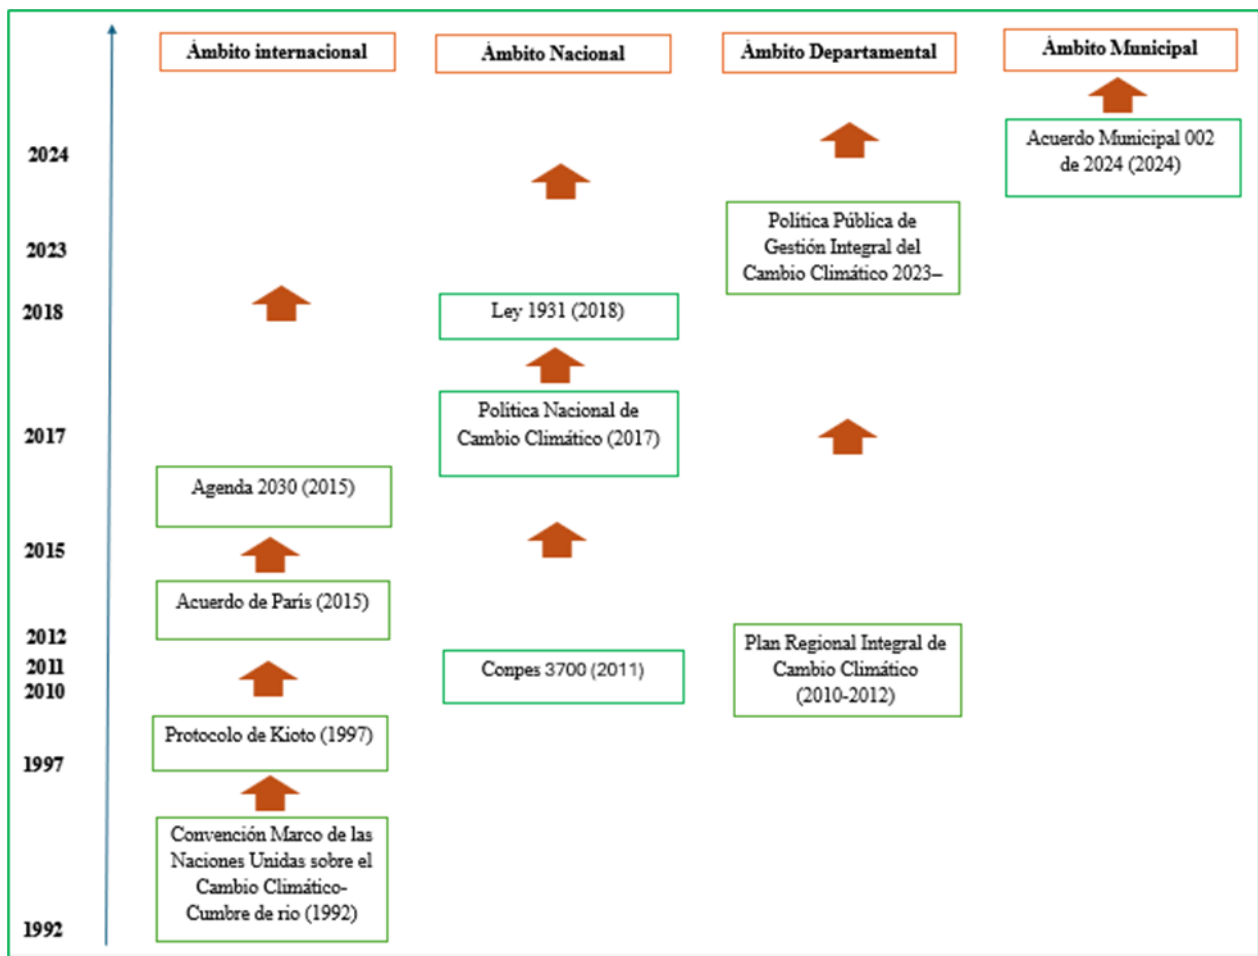 Ámbito internacional
Ámbito Nacional
Ámbito Departamental
Ámbito Municipal
2024
2023
2018
2017
2015
2012
2011
2010
1997
1992
Agenda 2030 (2015)
Acuerdo de París (2015)
Protocolo de Kioto (1997)
Convención Marco de las
Naciones Unidas sobre el
Cambio Climático-
Cumbre de rio (1992)
Ley 1931 (2018)
Política Nacional de
Cambio Climático (2017)
Conpes 3700 (2011)
Política Pública de
Gestión Integral del
Cambio Climático 2023–
Plan Regional Integral de
Cambio Climático
(2010-2012)
Acuerdo Municipal 002
de 2024 (2024)